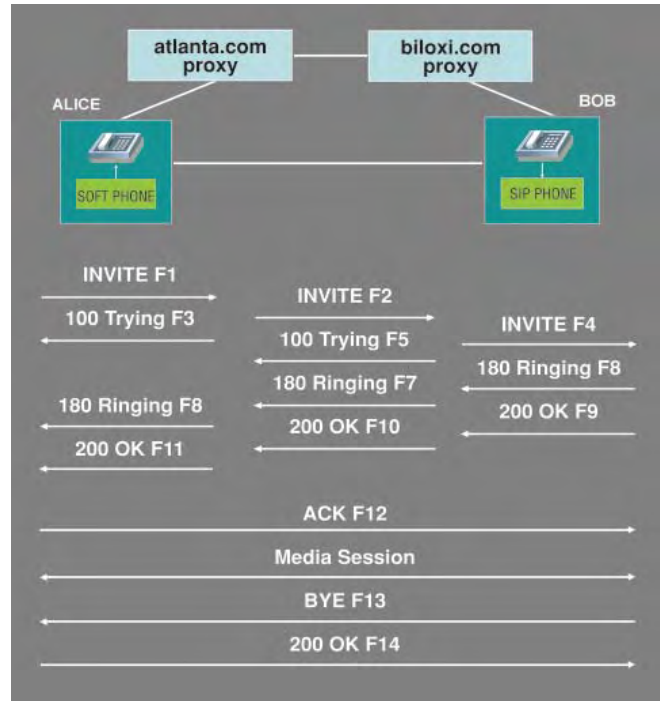 atlanta.com
proxy
biloxi.com
proxy
ALICE
BOB
SOFT PHONE
SIP PHONE
INVITE F1
INVITE F2
100 Trying F3
INVITE F4
100 Trying F5
180 Ringing F8
180 Ringing F7
180 Ringing F8
200 OK F9
200 OK F10
200 OK F11
ACK F12
Media Session
BYE F13
200 OK F14